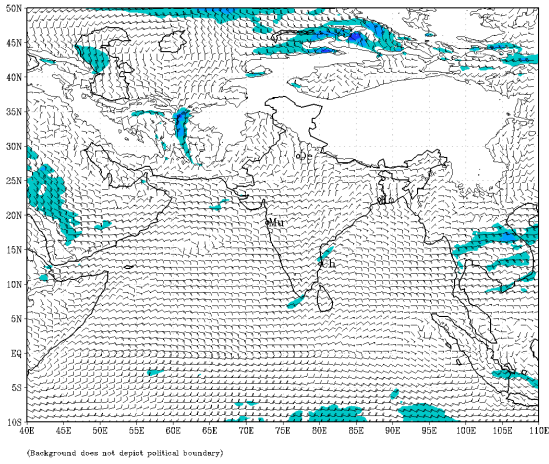 50N
45N
40N
35N
30N
25N
20N
15N
10N
5N
EQ
5S
10S
De
Mu
Ch
40E 45E 50E 55E 60E 65E 70E 75E 80E 85E 90E 95E 100E 105E 110E
(Background does not depict political boundary)